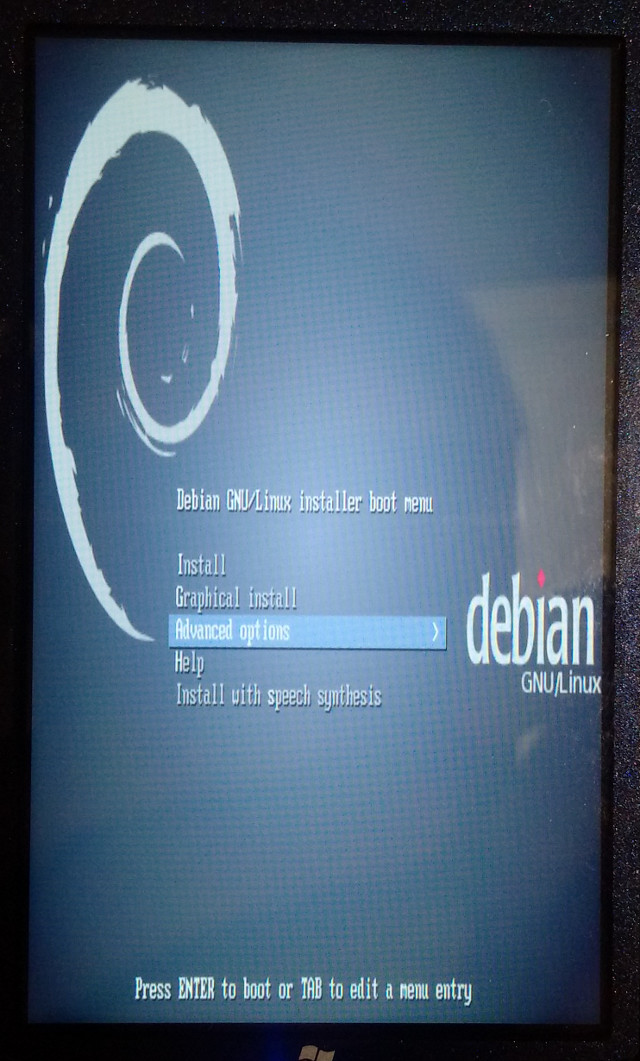 Debian GNU/Linux installer boot menu
Install
Graphical install
Advanced options >
Help
Install with speech synthesis
debian
GNU/Linux
Press ENTER to boot or TAB to edit a menu entry